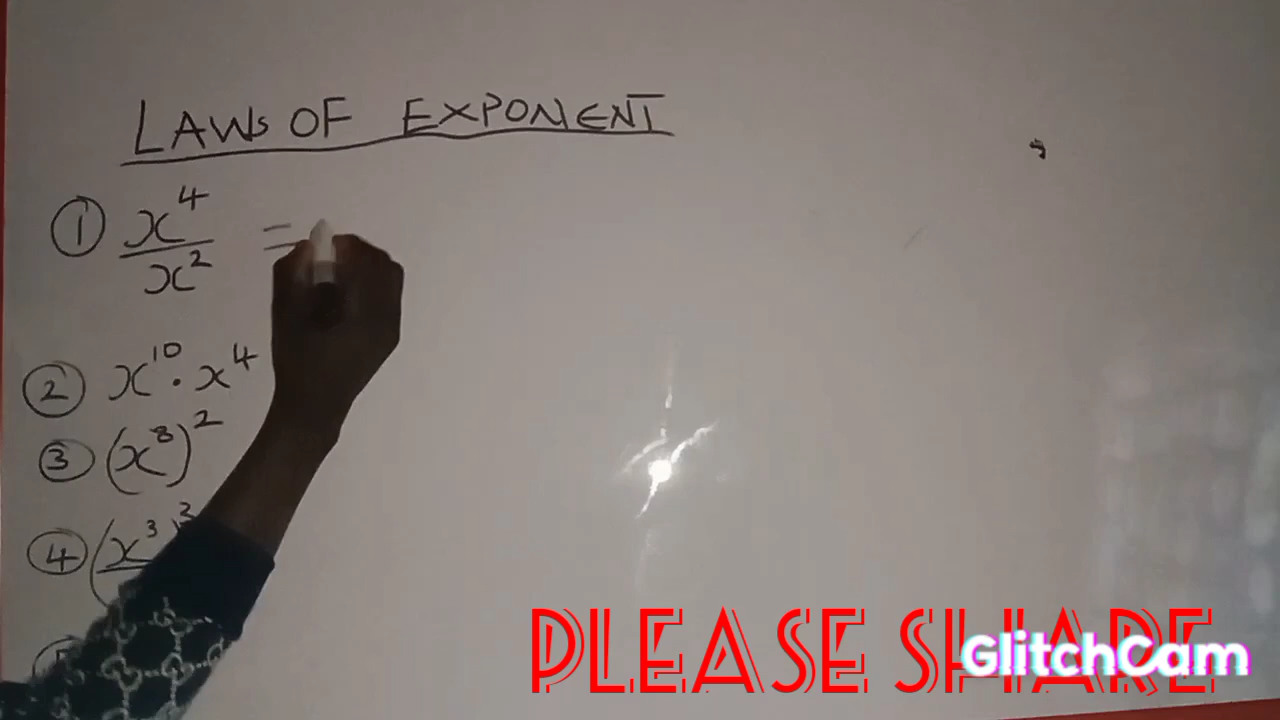 LAWs OF EXPONENT
① x⁴/x² =
② x¹⁰ · x⁴
③ (x⁸)²
④ (x³
PLEASE SHARE
GlitchCam